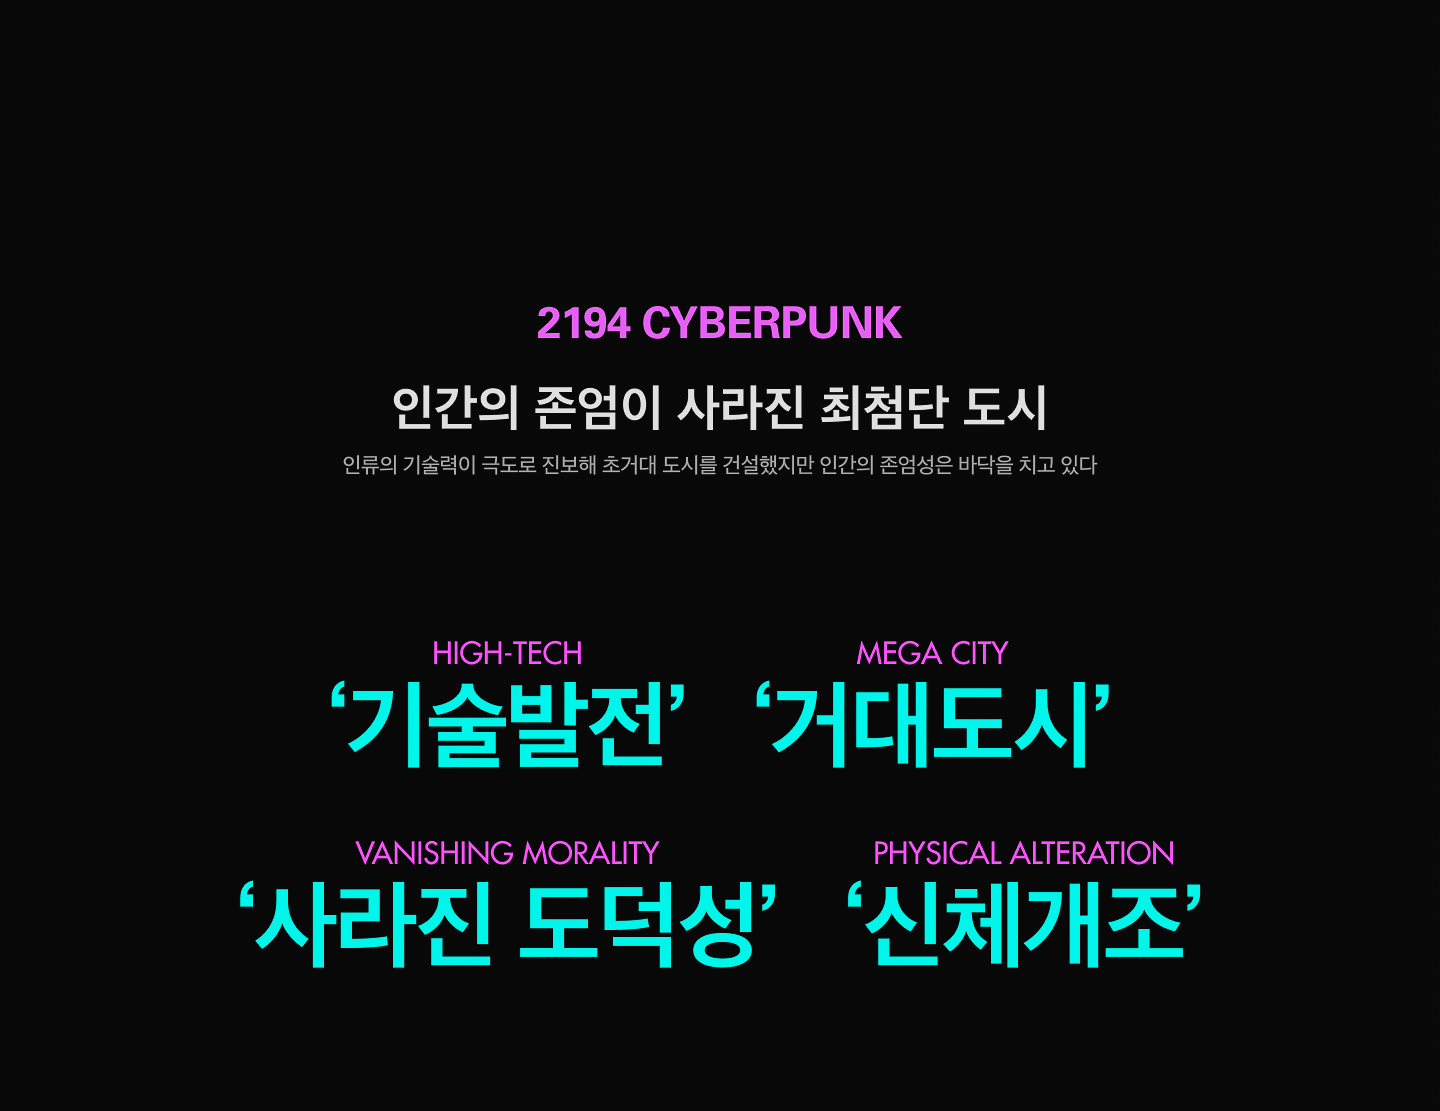 2194 CYBERPUNK
인간의 존엄이 사라진 최첨단 도시
인류의 기술력이 극도로 진보해 초거대 도시를 건설했지만 인간의 존엄성은 바닥을 치고 있다
HIGH-TECH
‘기술발전’
MEGA CITY
‘거대도시’
VANISHING MORALITY
‘사라진 도덕성’
PHYSICAL ALTERATION
‘신체개조’